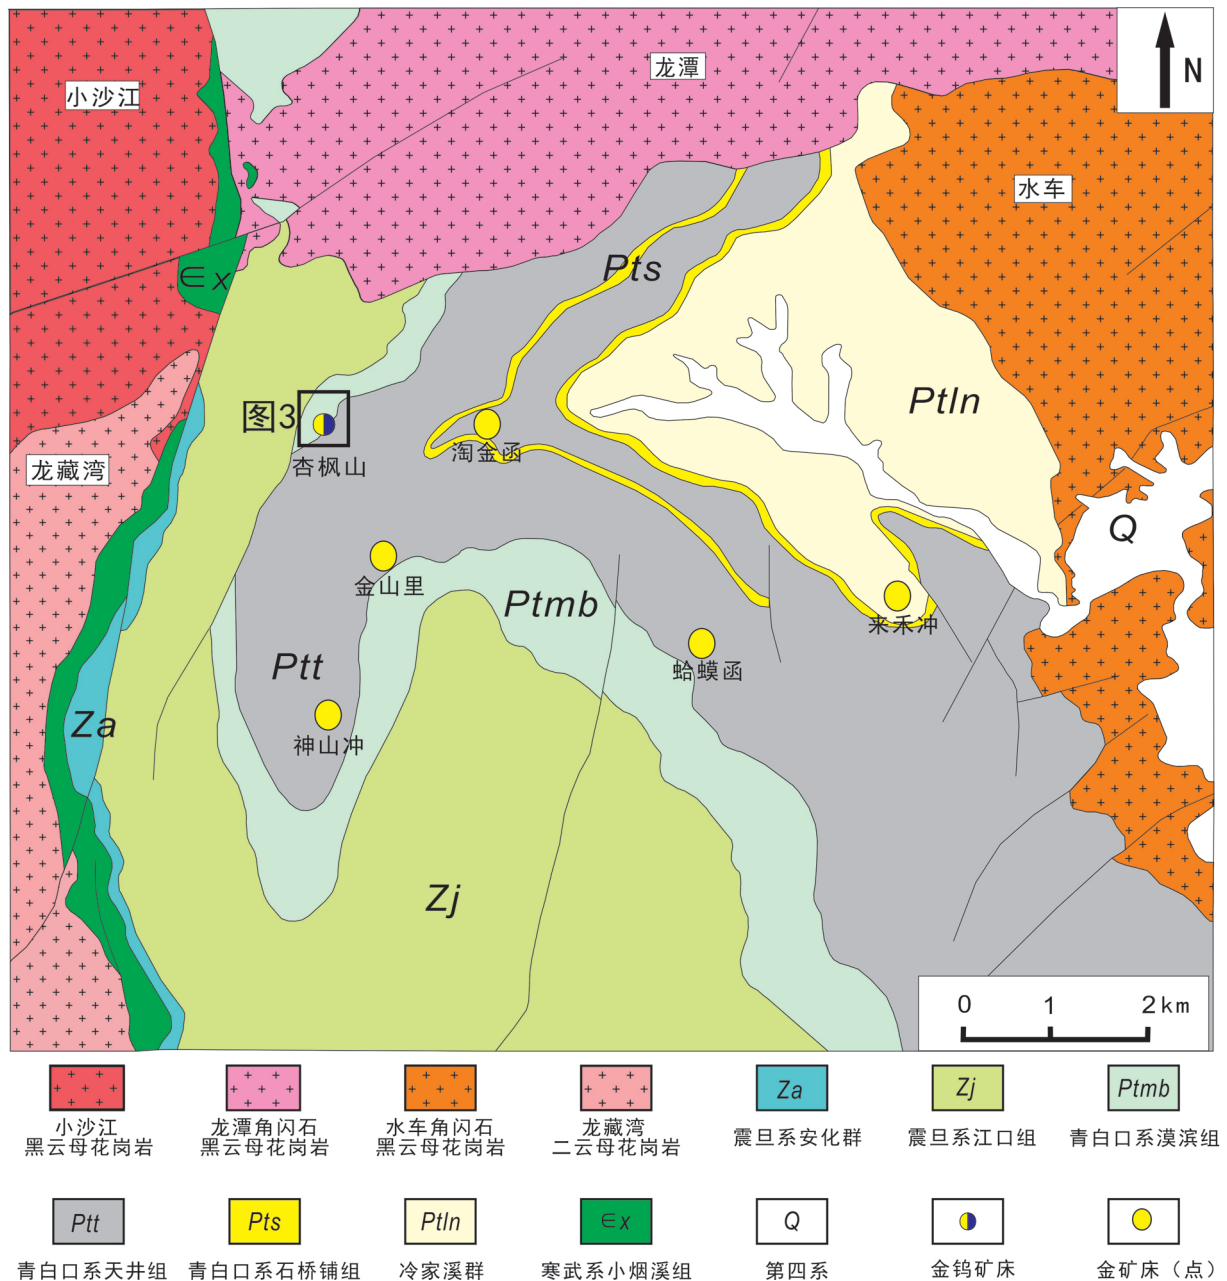 小沙江
龙潭
N
水车
Pts
∈x
Ptln
图3
杏枫山
淘金函
龙藏湾
Q
金山里
Ptmb
来禾冲
蛤蟆函
Ptt
Za
神山冲
Zj
0 1 2km
小沙江
黑云母花岗岩
龙潭角闪石
黑云母花岗岩
水车角闪石
黑云母花岗岩
龙藏湾
二云母花岗岩
Za
震旦系安化群
Zj
震旦系江口组
Ptmb
青白口系漠滨组
Ptt
青白口系天井组
Pts
青白口系石桥铺组
Ptln
冷家溪群
∈x
寒武系小烟溪组
Q
第四系
金钨矿床
金矿床（点）